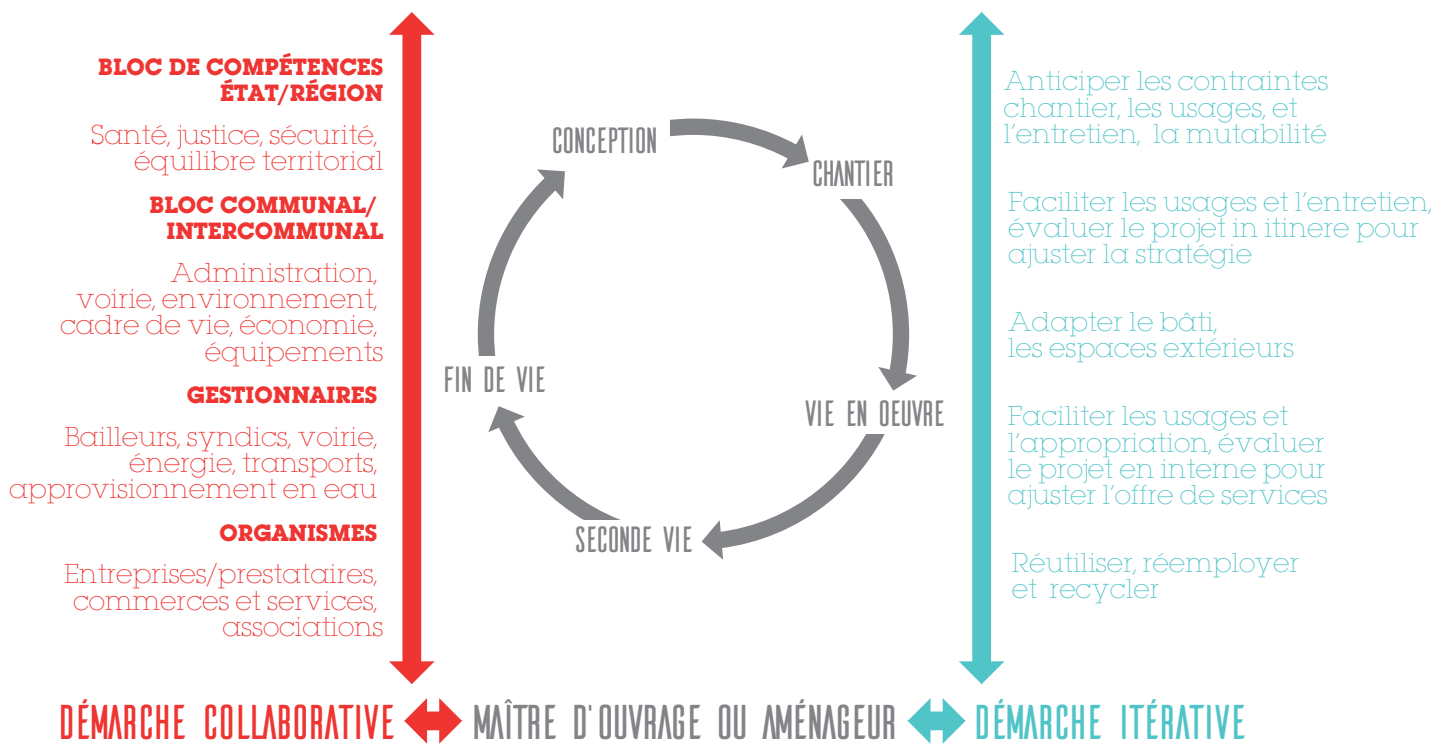 BLOC DE COMPÉTENCES
ÉTAT/RÉGION
Santé, justice, sécurité,
équilibre territorial
BLOC COMMUNAL/
INTERCOMMUNAL
Administration,
voirie, environnement,
cadre de vie, économie,
équipements
GESTIONNAIRES
Bailleurs, syndics, voirie,
énergie, transports,
approvisionnement en eau
ORGANISMES
Entreprises/prestataires,
commerces et services,
associations
CONCEPTION
CHANTIER
VIE EN OEUVRE
SECONDE VIE
FIN DE VIE
Anticiper les contraintes
chantier, les usages, et
l'entretien, la mutabilité
Faciliter les usages et l'entretien,
évaluer le projet in itinere pour
ajuster la stratégie
Adapter le bâti,
les espaces extérieurs
Faciliter les usages et
l'appropriation, évaluer
le projet en interne pour
ajuster l'offre de services
Réutiliser, réemployer
et recycler
DÉMARCHE COLLABORATIVE MAÎTRE D'OUVRAGE OU AMÉNAGEUR DÉMARCHE ITÉRATIVE